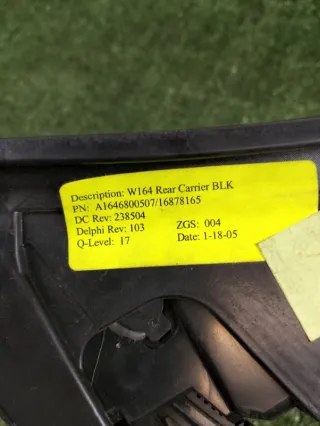 Description: W164 Rear Carrier BLK
PN: A1646800507/16878165
DC Rev: 238504
Delphi Rev: 103 ZGS: 004
Q-Level: 17 Date: 1-18-05